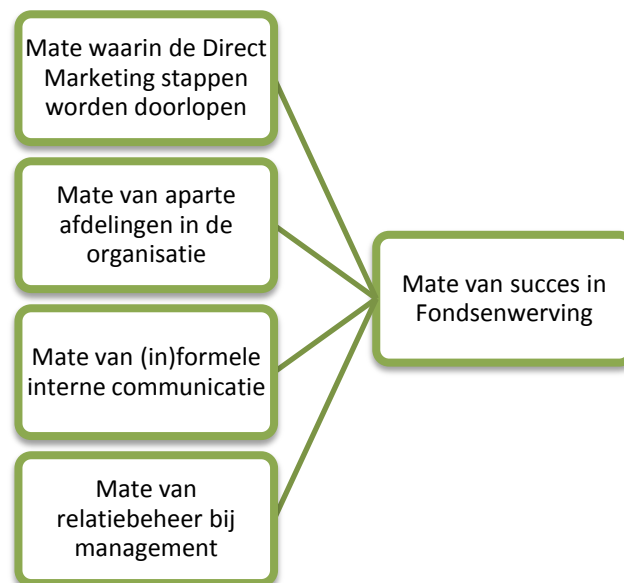 Mate waarin de Direct
Marketing stappen
worden doorlopen
Mate van aparte
afdelingen in de
organisatie
Mate van (in)formele
interne communicatie
Mate van
relatiebeheer bij
management
Mate van succes in
Fondsenwerving